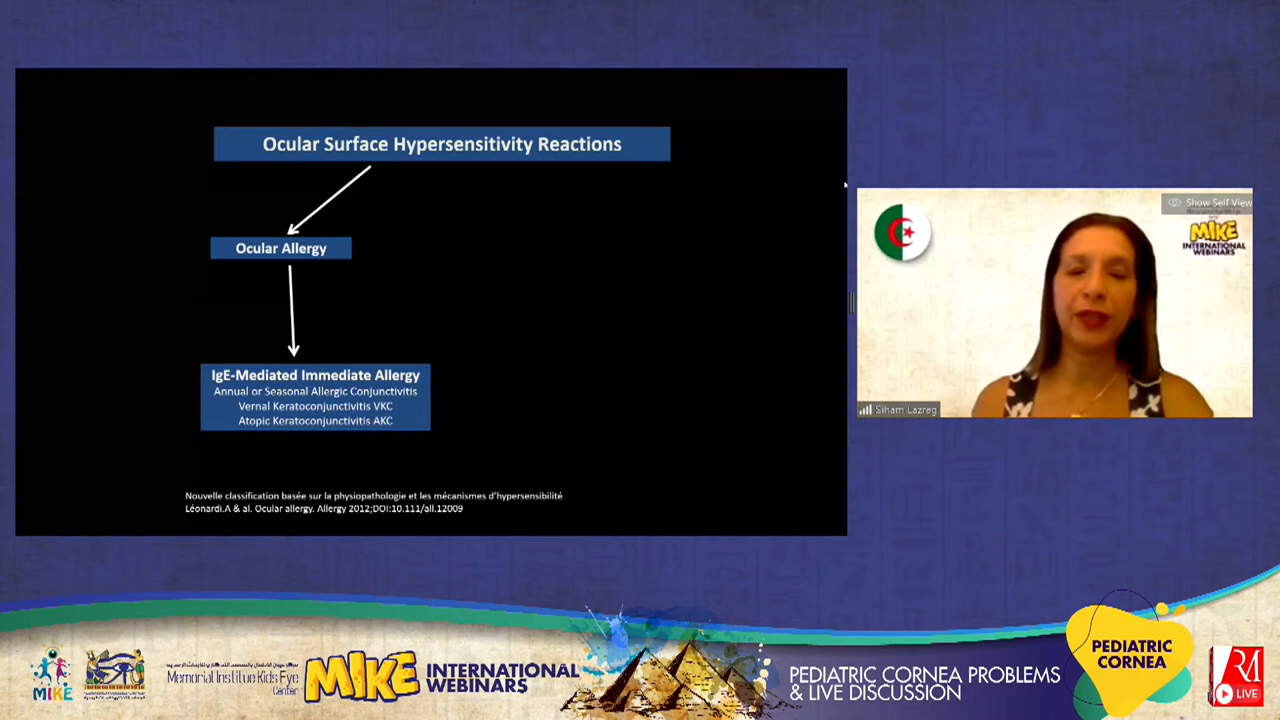 Ocular Surface Hypersensitivity Reactions
Ocular Allergy
IgE-Mediated Immediate Allergy
Annual or Seasonal Allergic Conjunctivitis
Vernal Keratoconjunctivitis VKC
Atopic Keratoconjunctivitis AKC
Nouvelle classification basée sur la physiopathologie et les mécanismes d'hypersensibilité
Léonardi.A & al. Ocular allergy. Allergy 2012;DOI:10.111/all.12009
Show Self View
MIKE
INTERNATIONAL
WEBINARS
Siham Lazreg
MIKE
Memorial Institue Kids Eye
Center
MIKE
INTERNATIONAL
WEBINARS
PEDIATRIC CORNEA PROBLEMS
& LIVE DISCUSSION
PEDIATRIC
CORNEA
RM
LIVE